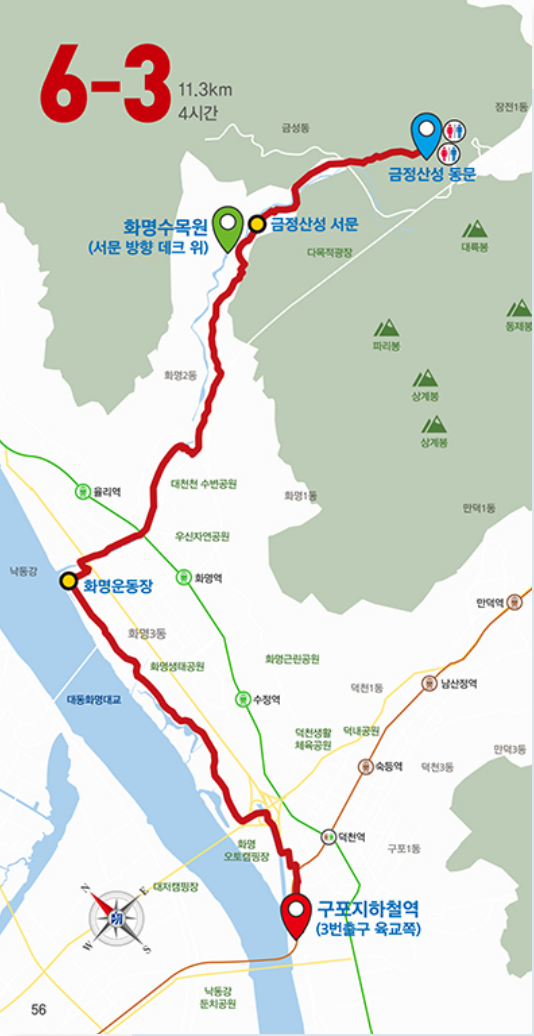 6-3
11.3km
4시간
장전1동
금성동
금정산성 동문
화명수목원
(서문 방향 데크 위)
금정산성 서문
다목적광장
대륙봉
동제봉
파리봉
상계봉
상계봉
화명2동
율리역
대천천 수변공원
화명1동
만덕1동
우신자연공원
낙동강
화명운동장
화명역
만덕역
화명3동
화명생태공원
화명근린공원
대동화명대교
수정역
덕천1동
남산정역
덕천생활
체육공원
덕내공원
숙등역
덕천3동
만덕3동
덕천역
구포1동
화명
오토캠핑장
대저캠핑장
N
E
W
S
구포지하철역
(3번출구 육교쪽)
낙동강
둔치공원
56